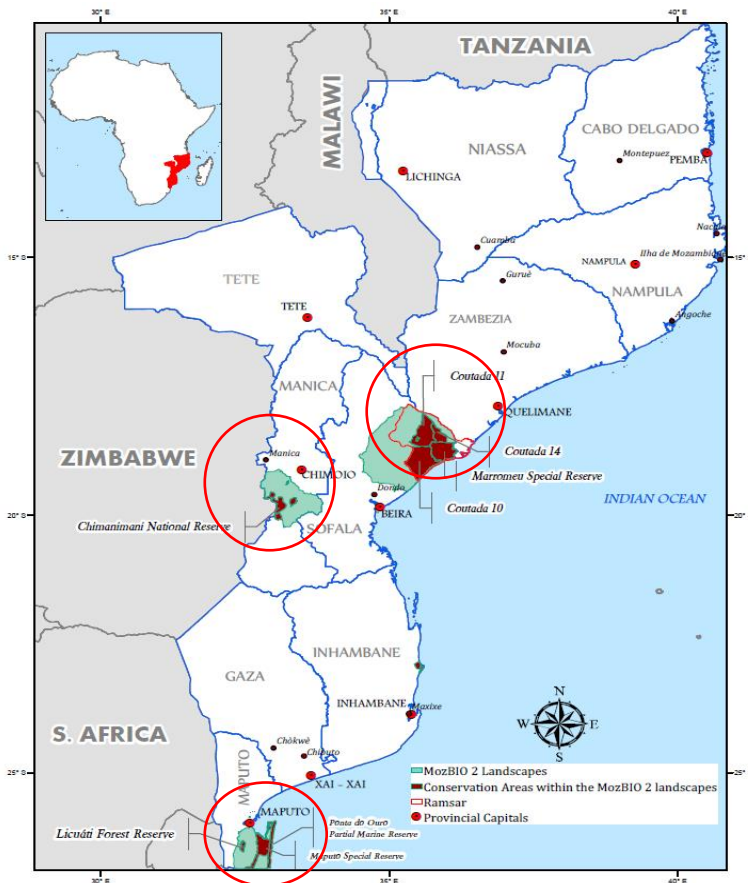 30° E
35° E
40° E
TANZANIA
MALAWI
NIASSA
CABO DELGADO
Montepuez
PEMBA
LICHINGA
Cuamba
Nacala
15° S
15° S
Ilha de Mozambique
NAMPULA
NAMPULA
Guruè
TETE
TETE
ZAMBEZIA
Angoche
Mocuba
MANICA
Coutada 11
QUELIMANE
ZIMBABWE
Manica
CHIMOIO
Coutada 14
Marromeu Special Reserve
Dondo
Coutada 10
INDIAN OCEAN
BEIRA
20° S
20° S
Chimanimani National Reserve
SOFALA
INHAMBANE
GAZA
INHAMBANE
Maxixe
S. AFRICA
Chókwè
Chibuto
N
W
E
S
25° S
25° S
MAPUTO
XAI - XAI
MozBIO 2 Landscapes
Conservation Areas within the MozBIO 2 landscapes
Ramsar
Provincial Capitals
MAPUTO
Licuáti Forest Reserve
Ponta do Ouro
Partial Marine Reserve
Maputo Special Reserve
35° E
40° E